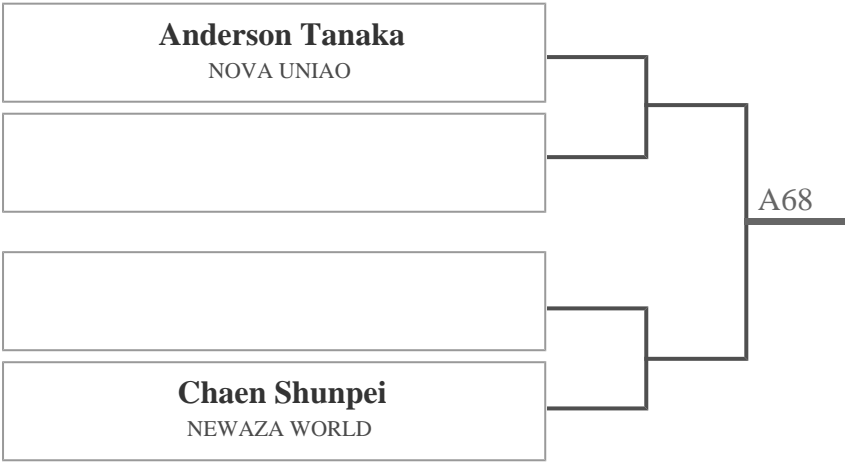 Anderson Tanaka
NOVA UNIAO
A68
Chaen Shunpei
NEWAZA WORLD